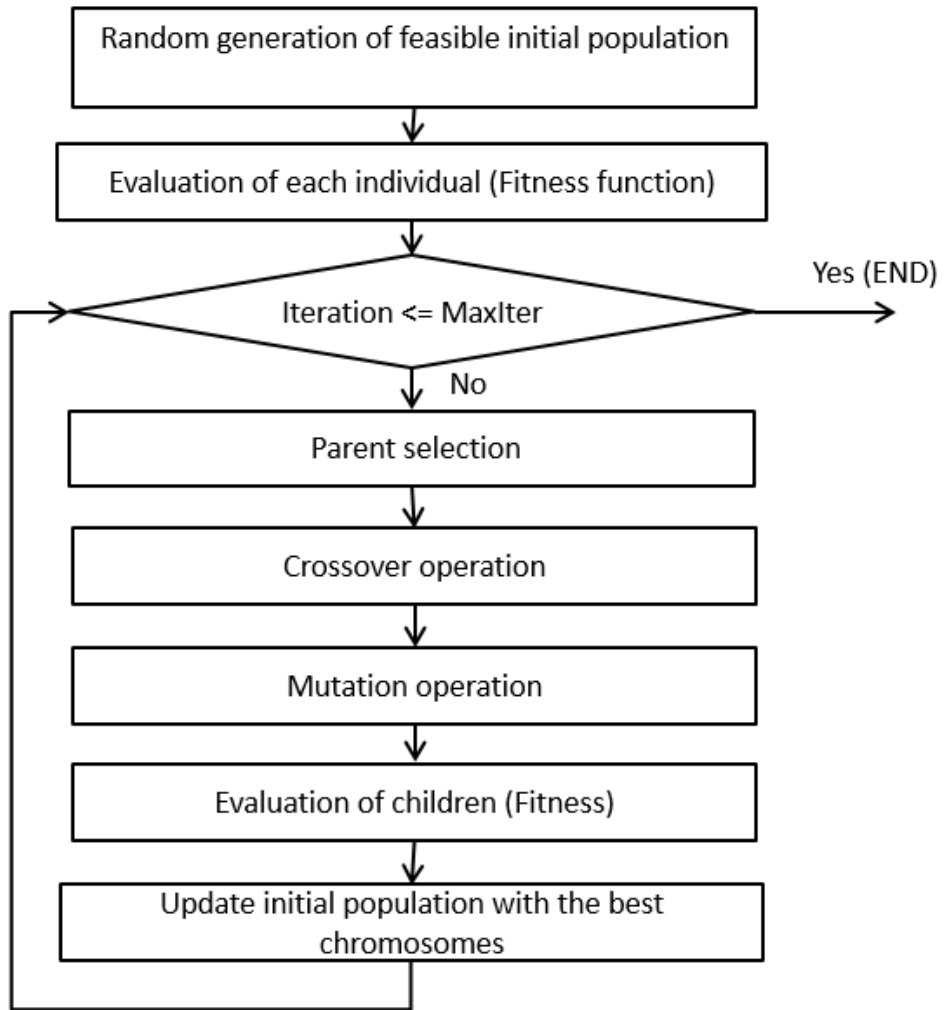 Random generation of feasible initial population
Evaluation of each individual (Fitness function)
Yes (END)
Iteration <= MaxIter
No
Parent selection
Crossover operation
Mutation operation
Evaluation of children (Fitness)
Update initial population with the best
chromosomes